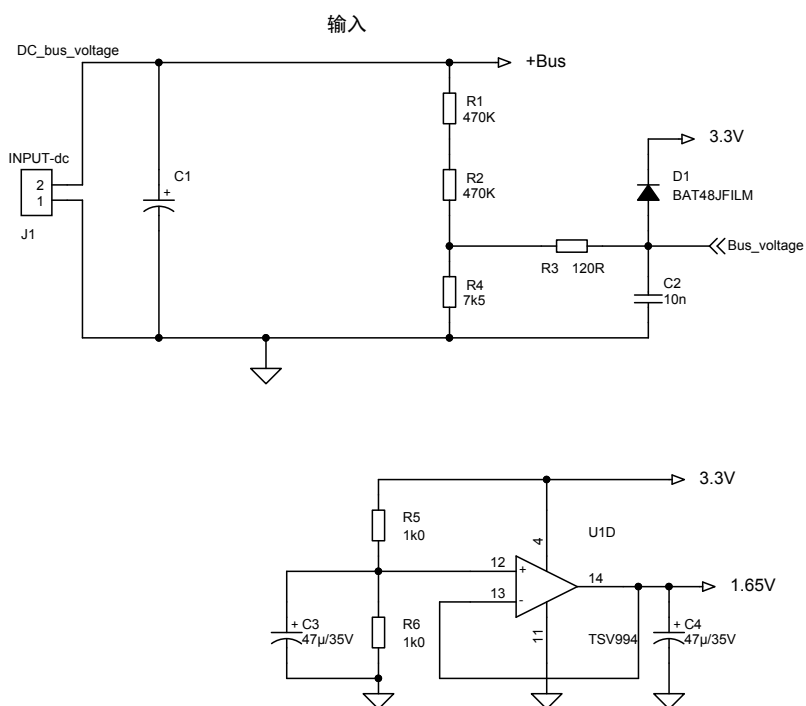 输入
DC_bus_voltage
+Bus
R1
470K
3.3V
INPUT-dc
C1
R2
470K
D1
BAT48JFILM
2
+
1
J1
Bus_voltage
R3 120R
R4
7k5
C2
10n
3.3V
R5
1k0
4
U1D
12
+
14
1.65V
13
-
+ C3
47µ/35V
R6
1k0
11
TSV994
+ C4
47µ/35V